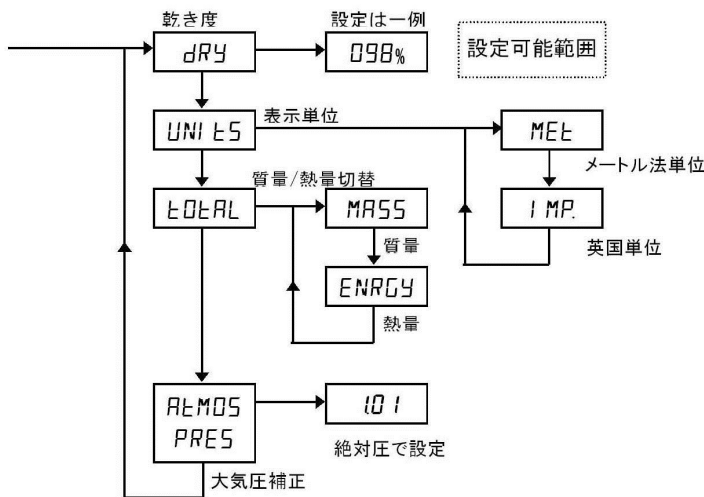 乾き度
設定は一例
dRY
098%
設定可能範囲
UNItS
表示単位
MEt
メートル法単位
質量/熱量切替
tOtAL
MASS
IMP.
質量
英国単位
ENRGY
熱量
AtMOS
PRES
1.01
絶対圧で設定
大気圧補正